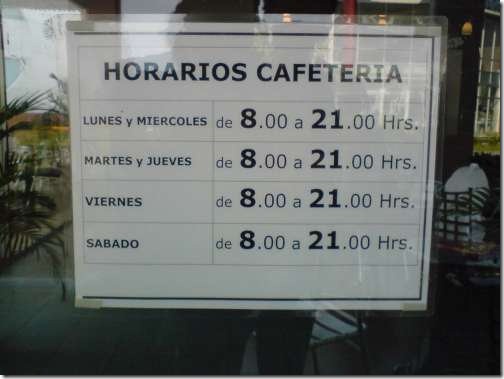 HORARIOS CAFETERIA
LUNES y MIERCOLES de 8.00 a 21.00 Hrs.
MARTES y JUEVES de 8.00 a 21.00 Hrs.
VIERNES de 8.00 a 21.00 Hrs.
SABADO de 8.00 a 21.00 Hrs.